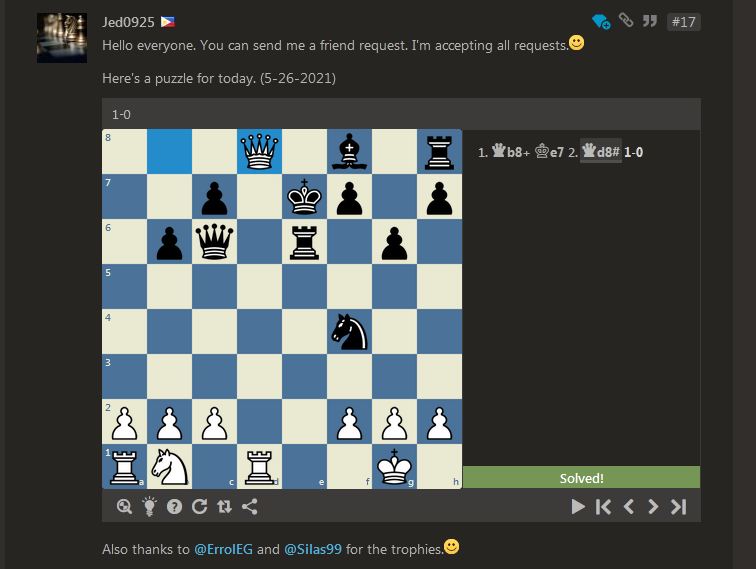 Jed0925
#17
Hello everyone. You can send me a friend request. I'm accepting all requests.
Here's a puzzle for today. (5-26-2021)
1-0
1. ♛b8+ ♚e7 2. ♛d8# 1-0
8
7
6
5
4
3
2
1 a b c d e f g h
Solved!
Also thanks to @ErrolEG and @Silas99 for the trophies.